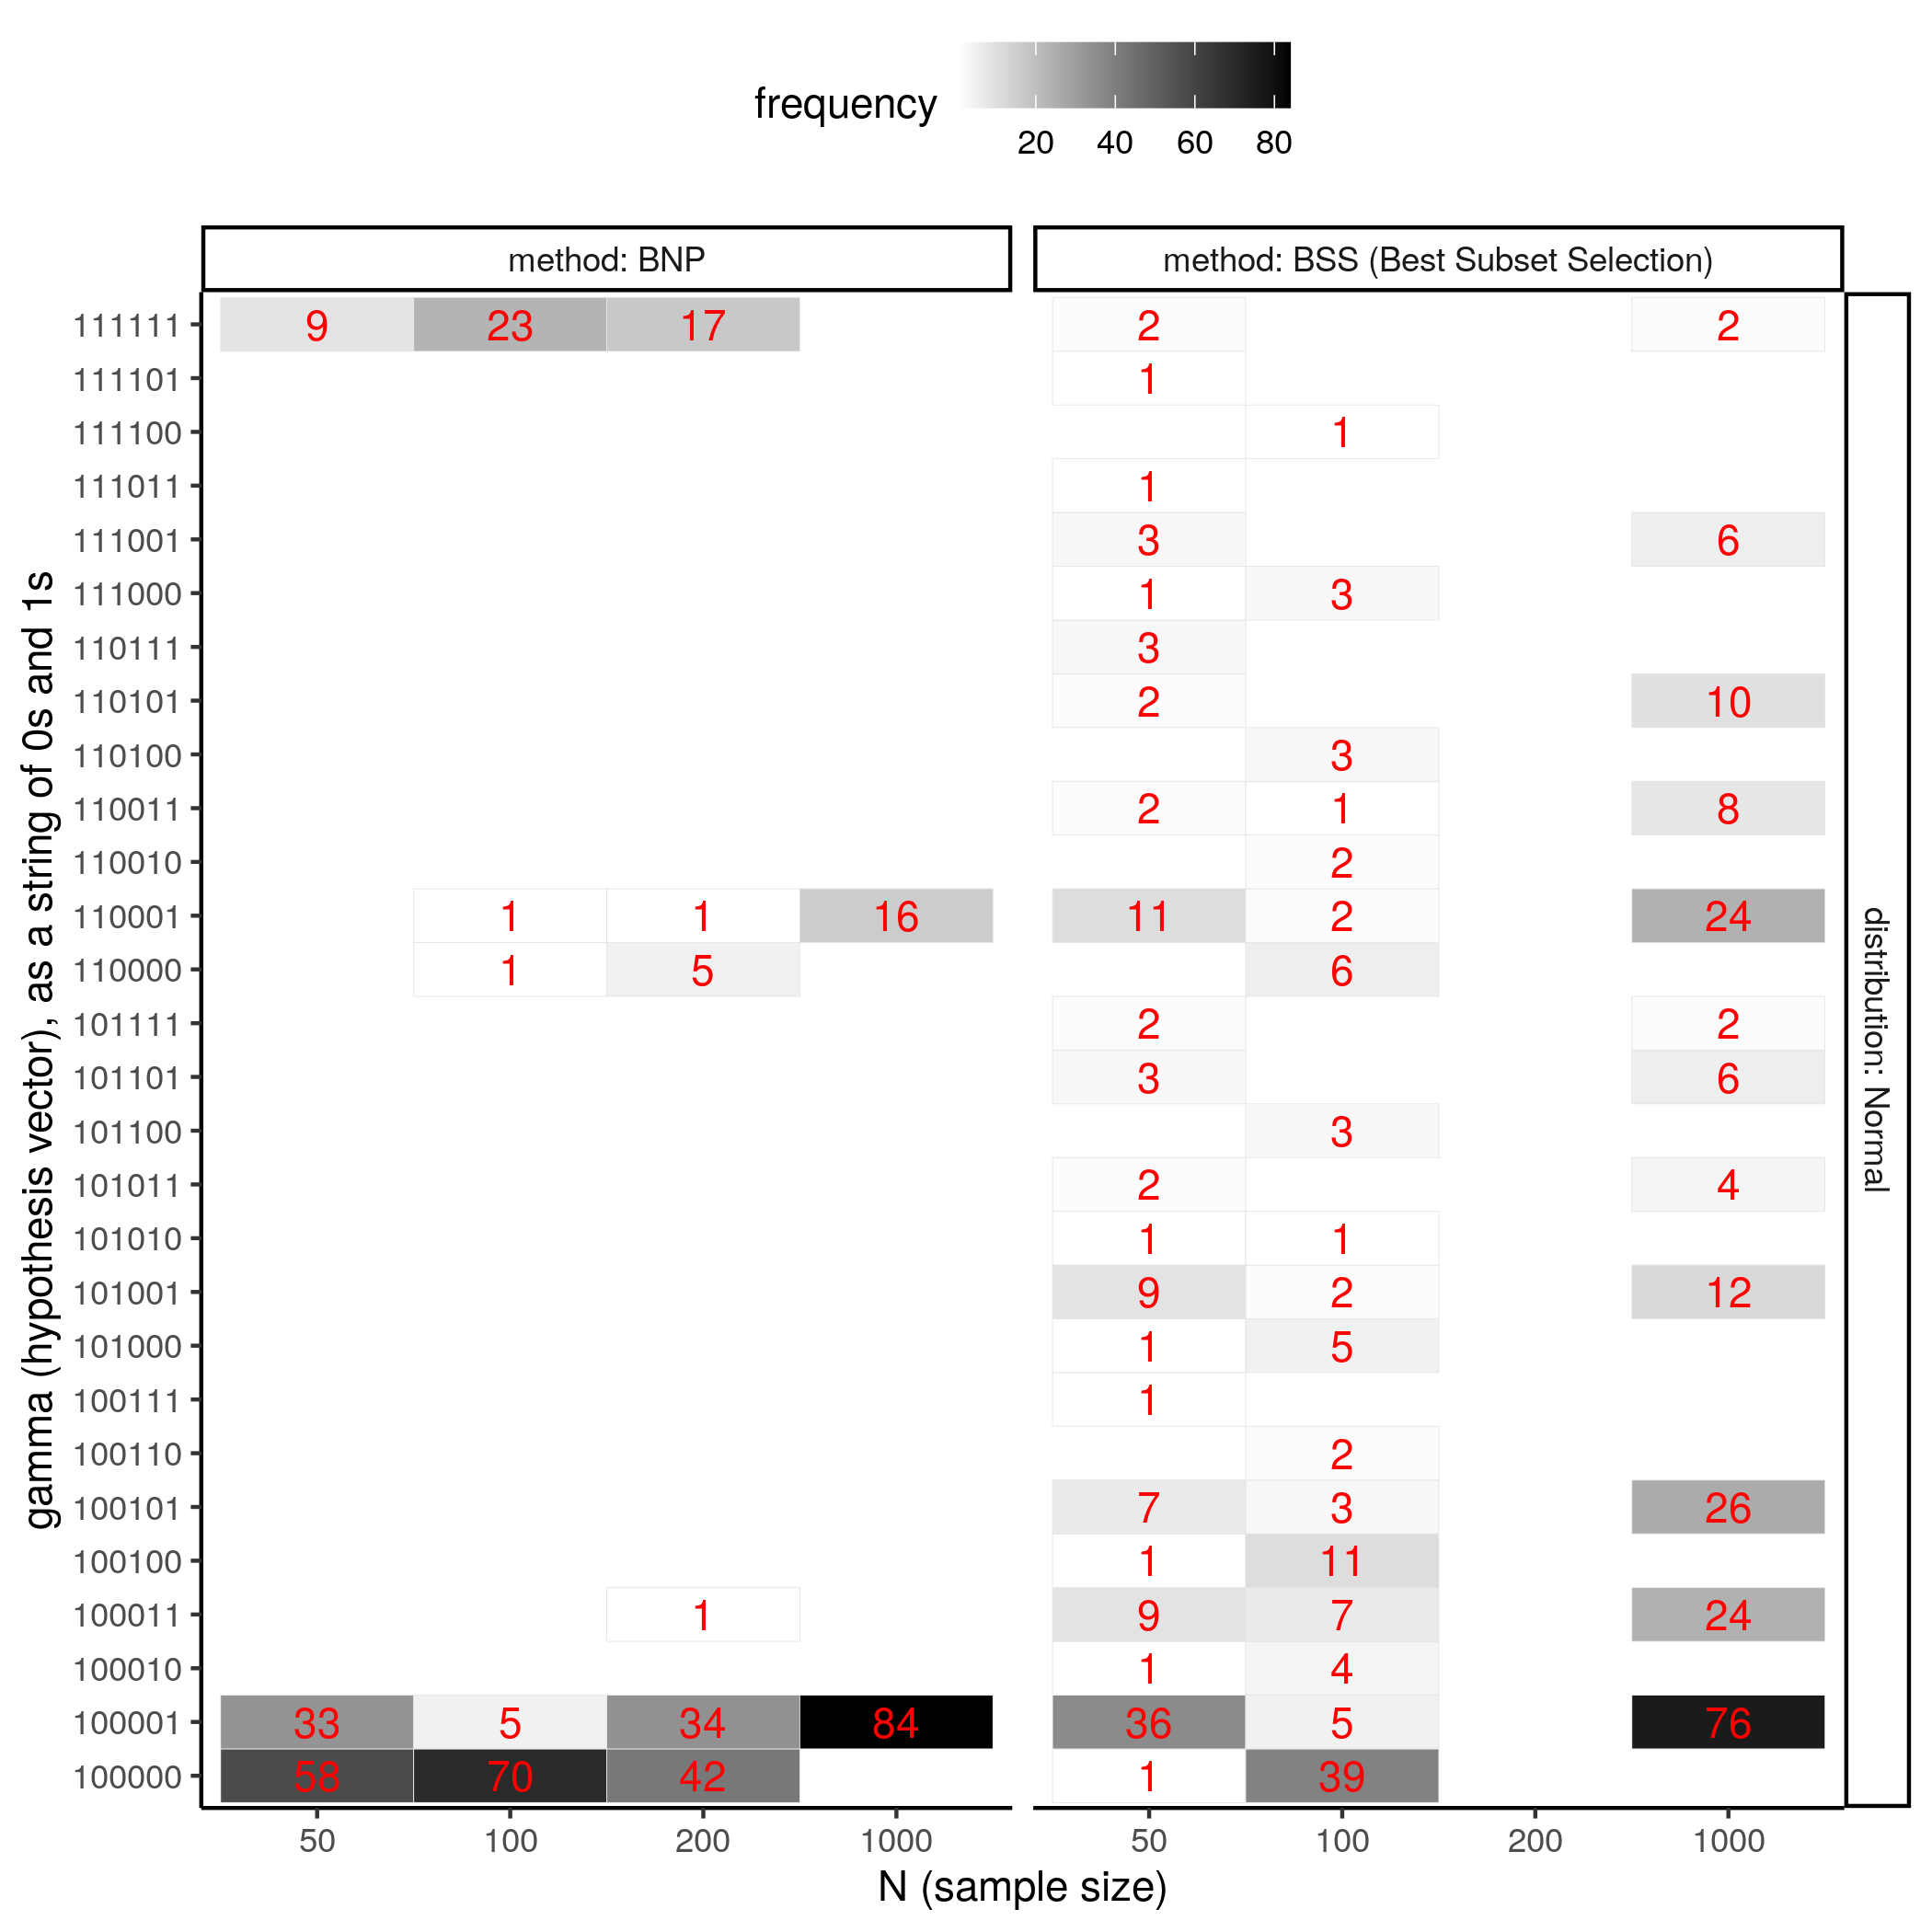 frequency
20 40 60 80
method: BNP method: BSS (Best Subset Selection)
gamma (hypothesis vector), as a string of 0s and 1s
111111 9 23 17 2 2
111101 1
111100 1
111011 1
111001 3 6
111000 1 3
110111 3
110101 2 10
110100 3
110011 2 1 8
110010 2
110001 1 1 16 11 2 24
110000 1 5 6
101111 2 2
101101 3 6
101100 3
101011 2 4
101010 1 1
101001 9 2 12
101000 1 5
100111 1
100110 2
100101 7 3 26
100100 1 11
100011 1 9 7 24
100010 1 4
100001 33 5 34 84 36 5 76
100000 58 70 42 1 39
distribution: Normal
50 100 200 1000 50 100 200 1000
N (sample size)